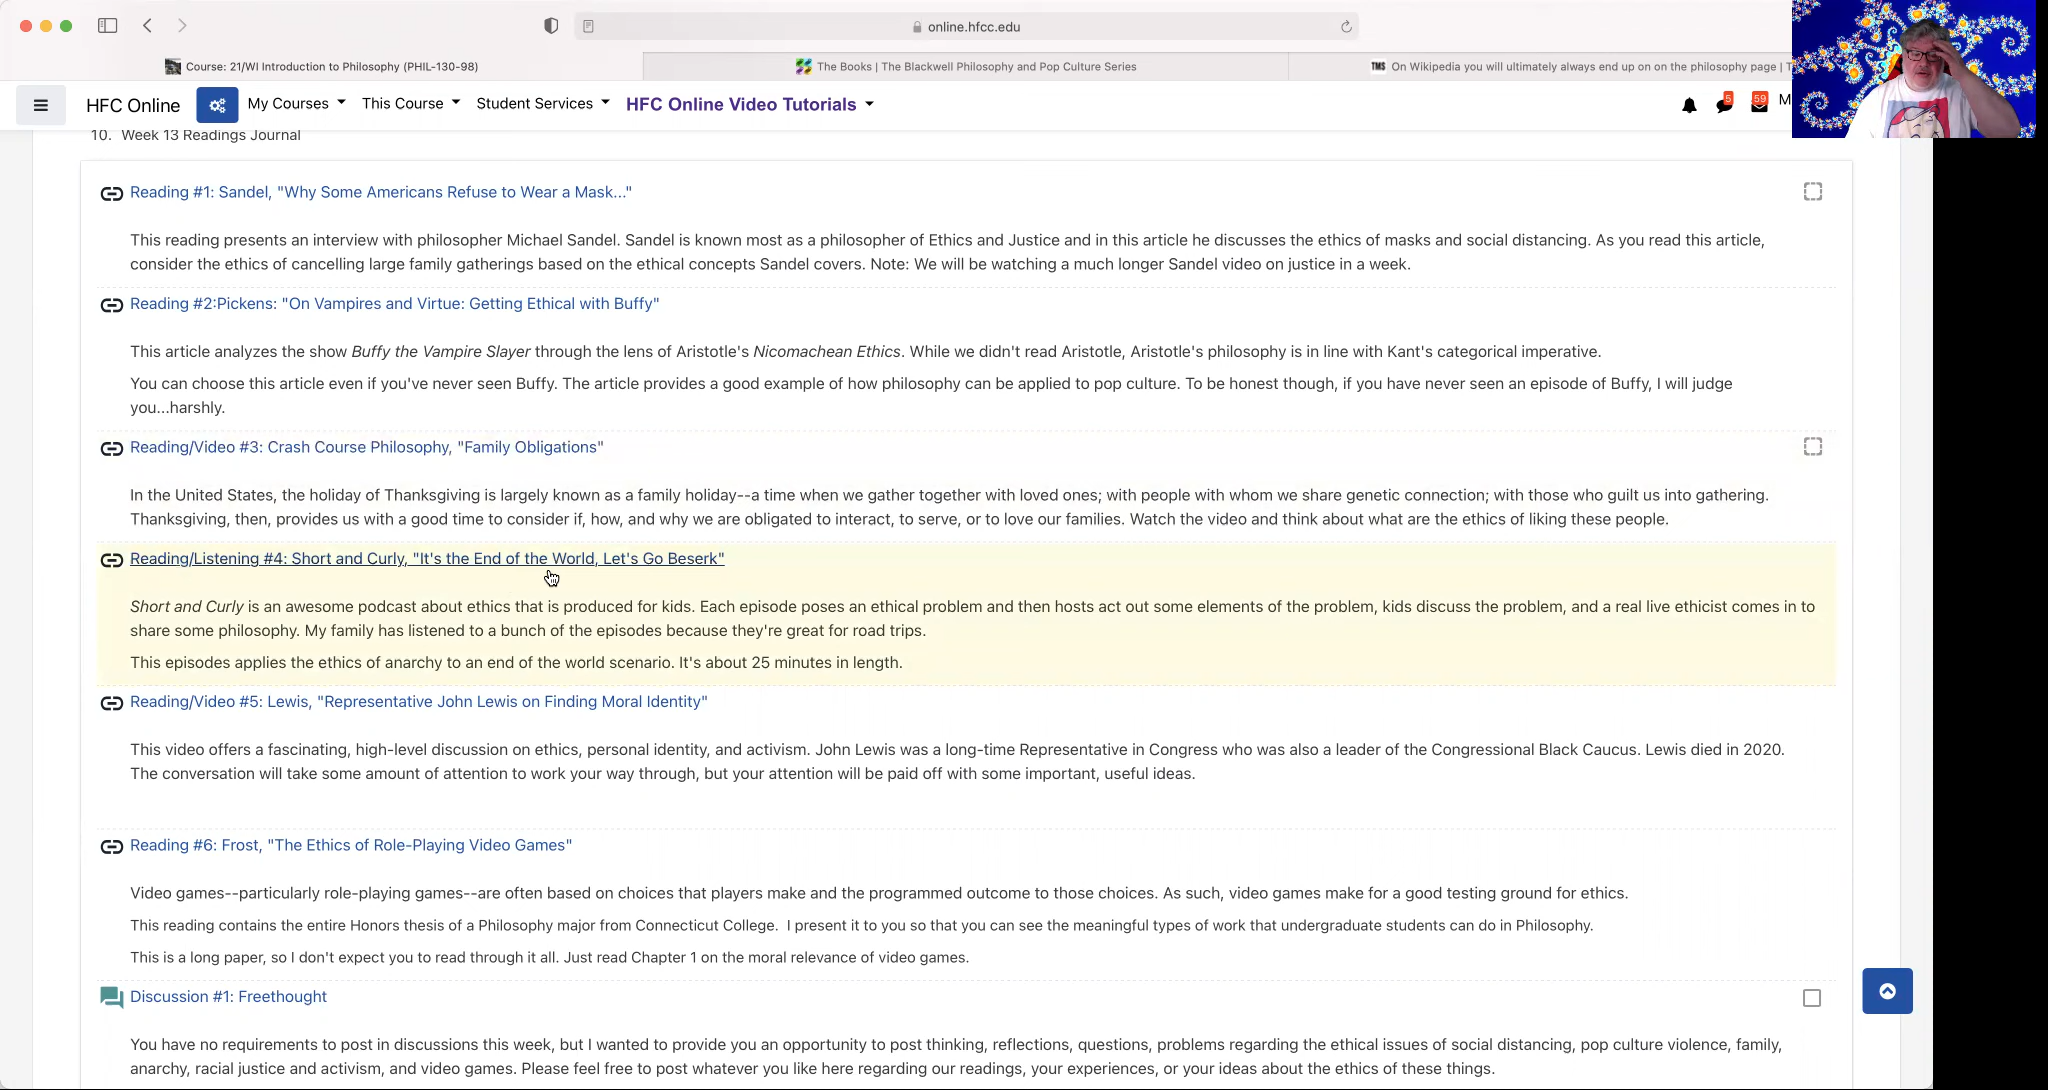 online.hfcc.edu
Course: 21/WI Introduction to Philosophy (PHIL-130-98)
The Books | The Blackwell Philosophy and Pop Culture Series
TMS On Wikipedia you will ultimately always end up on on the philosophy page | T
HFC Online
My Courses
This Course
Student Services
HFC Online Video Tutorials
5
59
M
10. Week 13 Readings Journal
Reading #1: Sandel, "Why Some Americans Refuse to Wear a Mask..."
This reading presents an interview with philosopher Michael Sandel. Sandel is known most as a philosopher of Ethics and Justice and in this article he discusses the ethics of masks and social distancing. As you read this article,
consider the ethics of cancelling large family gatherings based on the ethical concepts Sandel covers. Note: We will be watching a much longer Sandel video on justice in a week.
Reading #2:Pickens: "On Vampires and Virtue: Getting Ethical with Buffy"
This article analyzes the show Buffy the Vampire Slayer through the lens of Aristotle's Nicomachean Ethics. While we didn't read Aristotle, Aristotle's philosophy is in line with Kant's categorical imperative.
You can choose this article even if you've never seen Buffy. The article provides a good example of how philosophy can be applied to pop culture. To be honest though, if you have never seen an episode of Buffy, I will judge
you...harshly.
Reading/Video #3: Crash Course Philosophy, "Family Obligations"
In the United States, the holiday of Thanksgiving is largely known as a family holiday--a time when we gather together with loved ones; with people with whom we share genetic connection; with those who guilt us into gathering.
Thanksgiving, then, provides us with a good time to consider if, how, and why we are obligated to interact, to serve, or to love our families. Watch the video and think about what are the ethics of liking these people.
Reading/Listening #4: Short and Curly, "It's the End of the World, Let's Go Beserk"
Short and Curly is an awesome podcast about ethics that is produced for kids. Each episode poses an ethical problem and then hosts act out some elements of the problem, kids discuss the problem, and a real live ethicist comes in to
share some philosophy. My family has listened to a bunch of the episodes because they're great for road trips.
This episodes applies the ethics of anarchy to an end of the world scenario. It's about 25 minutes in length.
Reading/Video #5: Lewis, "Representative John Lewis on Finding Moral Identity"
This video offers a fascinating, high-level discussion on ethics, personal identity, and activism. John Lewis was a long-time Representative in Congress who was also a leader of the Congressional Black Caucus. Lewis died in 2020.
The conversation will take some amount of attention to work your way through, but your attention will be paid off with some important, useful ideas.
Reading #6: Frost, "The Ethics of Role-Playing Video Games"
Video games--particularly role-playing games--are often based on choices that players make and the programmed outcome to those choices. As such, video games make for a good testing ground for ethics.
This reading contains the entire Honors thesis of a Philosophy major from Connecticut College. I present it to you so that you can see the meaningful types of work that undergraduate students can do in Philosophy.
This is a long paper, so I don't expect you to read through it all. Just read Chapter 1 on the moral relevance of video games.
Discussion #1: Freethought
You have no requirements to post in discussions this week, but I wanted to provide you an opportunity to post thinking, reflections, questions, problems regarding the ethical issues of social distancing, pop culture violence, family,
anarchy, racial justice and activism, and video games. Please feel free to post whatever you like here regarding our readings, your experiences, or your ideas about the ethics of these things.